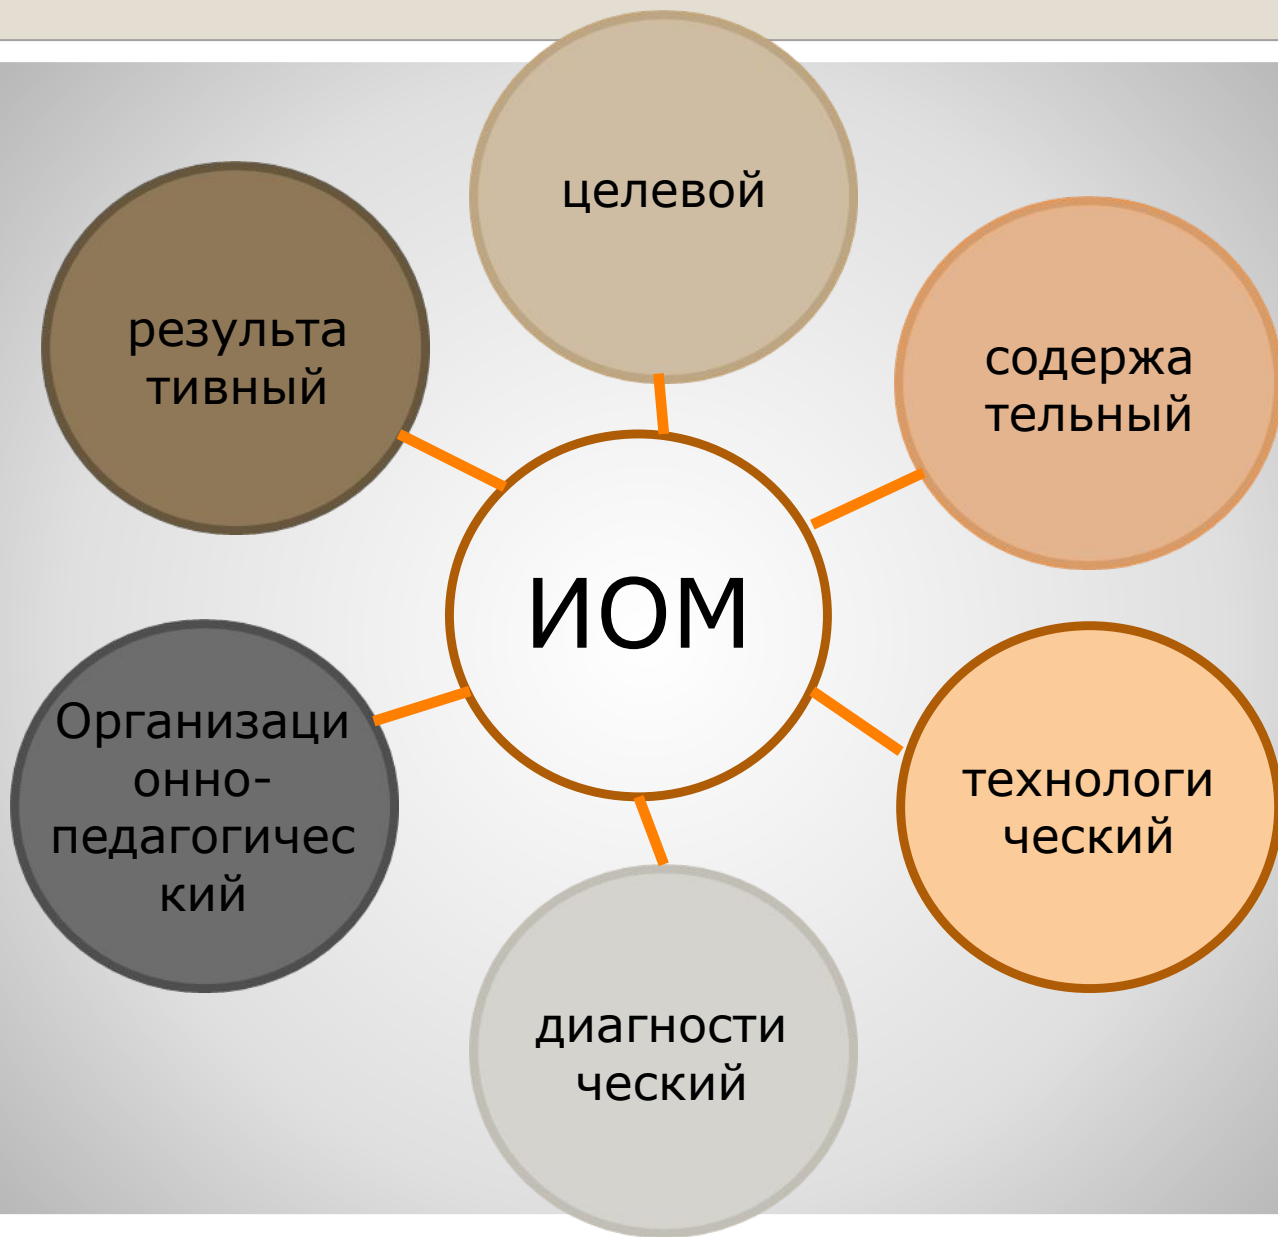 целевой
результа
тивный
содержа
тельный
ИОМ
Организаци
онно-
педагогичес
кий
технологи
ческий
диагности
ческий